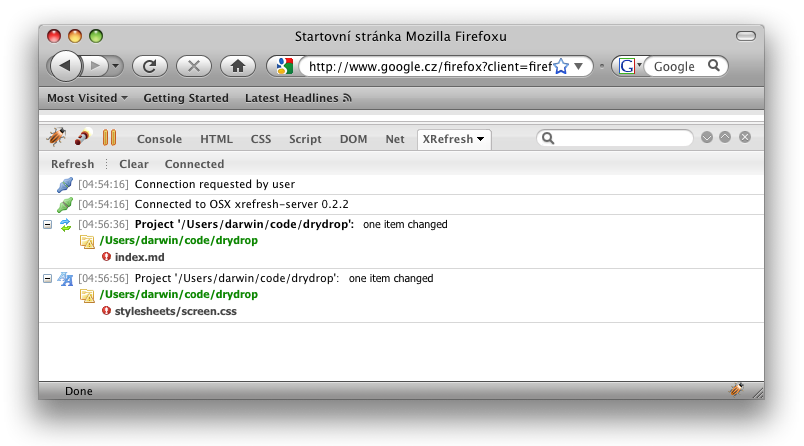 Startovní stránka Mozilla Firefoxu
http://www.google.cz/firefox?client=firef
G Google
Most Visited Getting Started Latest Headlines
Console HTML CSS Script DOM Net XRefresh
Refresh Clear Connected
[04:54:16] Connection requested by user
[04:54:16] Connected to OSX xrefresh-server 0.2.2
[04:56:36] Project '/Users/darwin/code/drydrop': one item changed
/Users/darwin/code/drydrop
index.md
[04:56:56] Project '/Users/darwin/code/drydrop': one item changed
/Users/darwin/code/drydrop
stylesheets/screen.css
Done